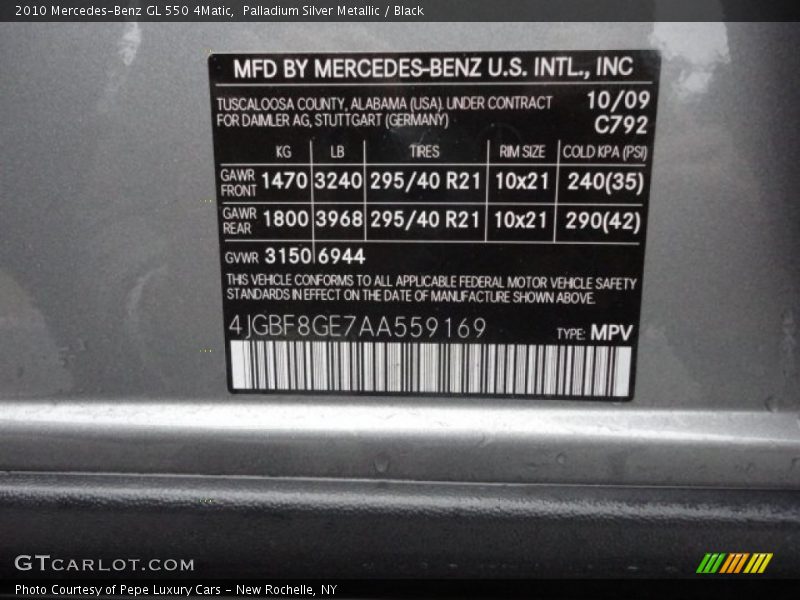 2010 Mercedes-Benz GL 550 4Matic,  Palladium Silver Metallic / Black
MFD BY MERCEDES-BENZ U.S. INTL., INC
TUSCALOOSA COUNTY, ALABAMA (USA), UNDER CONTRACT 10/09
FOR DAIMLER AG, STUTTGART (GERMANY) C792
KG LB TIRES RIM SIZE COLD KPA (PSI)
GAWR FRONT 1470 3240 295/40 R21 10x21 240(35)
GAWR REAR 1800 3968 295/40 R21 10x21 290(42)
GVWR 3150 6944
THIS VEHICLE CONFORMS TO ALL APPLICABLE FEDERAL MOTOR VEHICLE SAFETY
STANDARDS IN EFFECT ON THE DATE OF MANUFACTURE SHOWN ABOVE.
4JGBF8GE7AA559169 TYPE: MPV
GTCARLOT.COM
Photo Courtesy of Pepe Luxury Cars - New Rochelle, NY